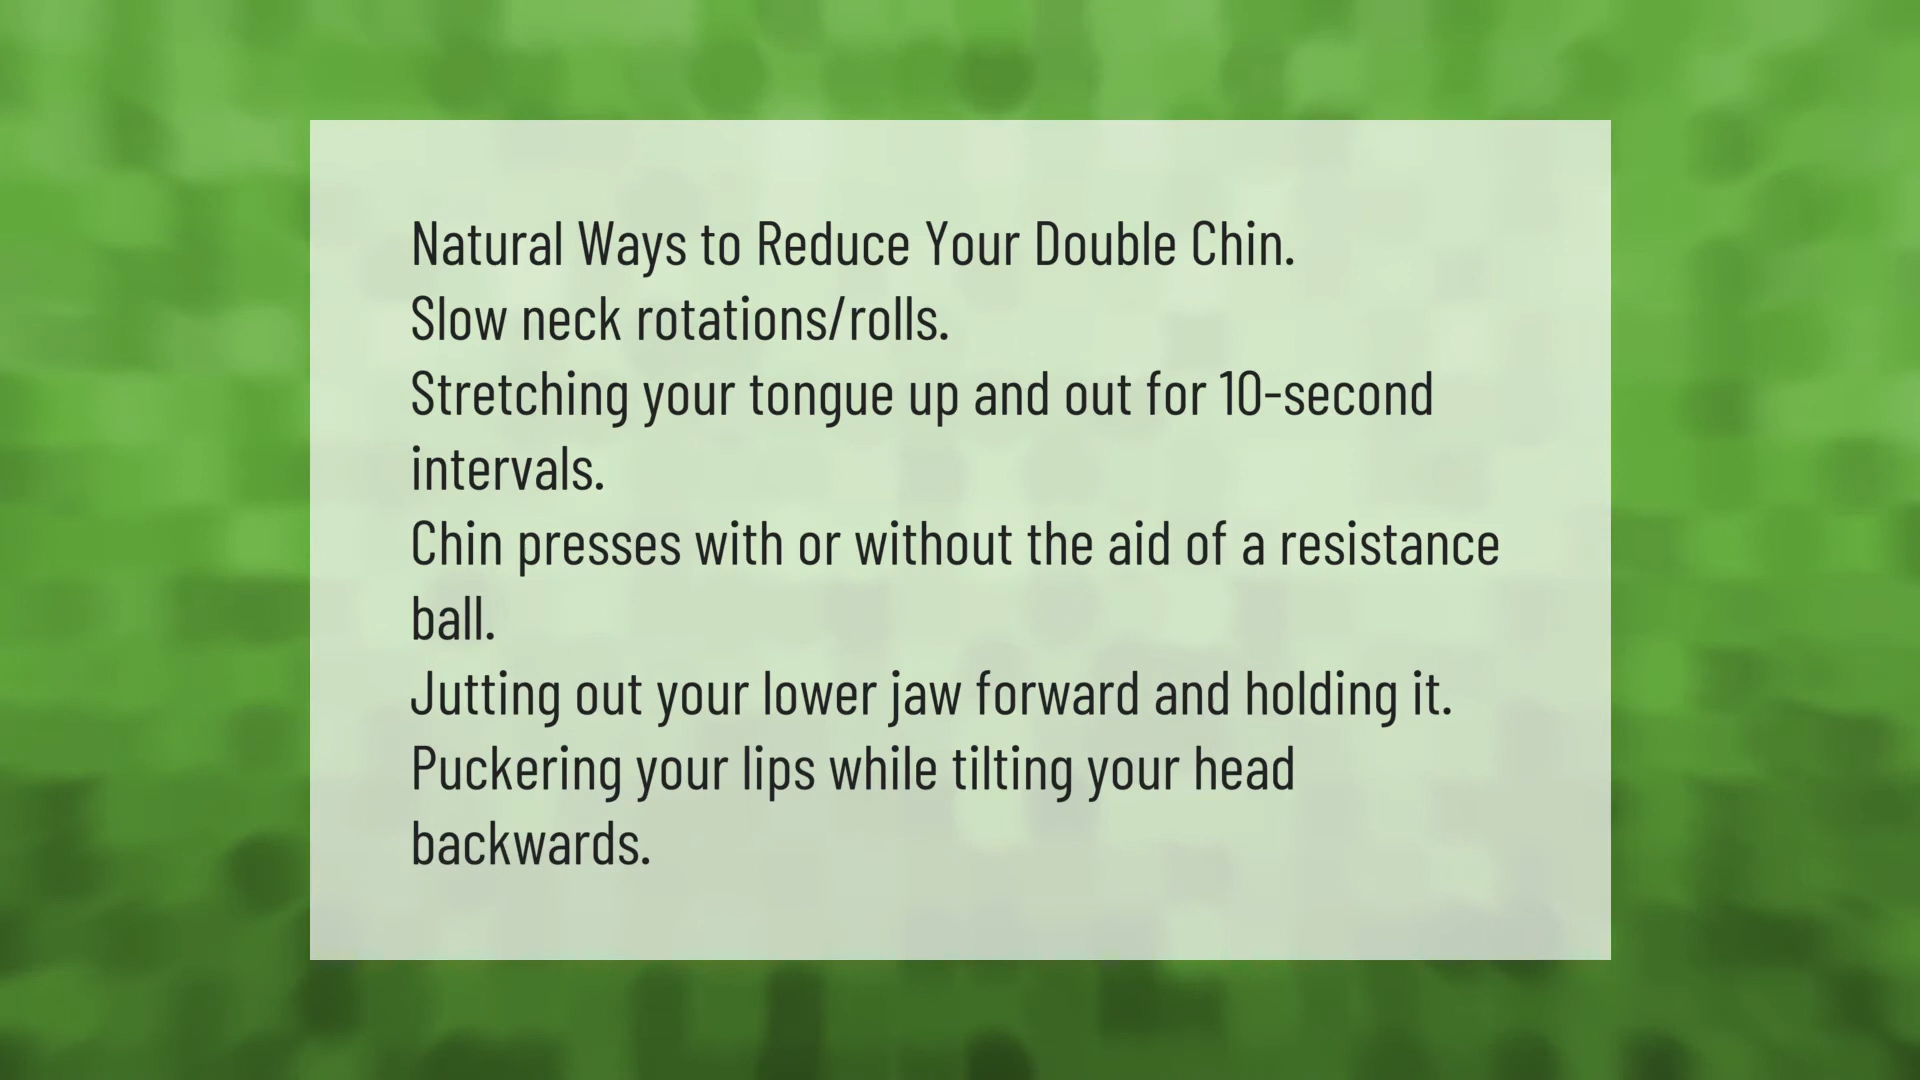 Natural Ways to Reduce Your Double Chin.
Slow neck rotations/rolls.
Stretching your tongue up and out for 10-second
intervals.
Chin presses with or without the aid of a resistance
ball.
Jutting out your lower jaw forward and holding it.
Puckering your lips while tilting your head
backwards.